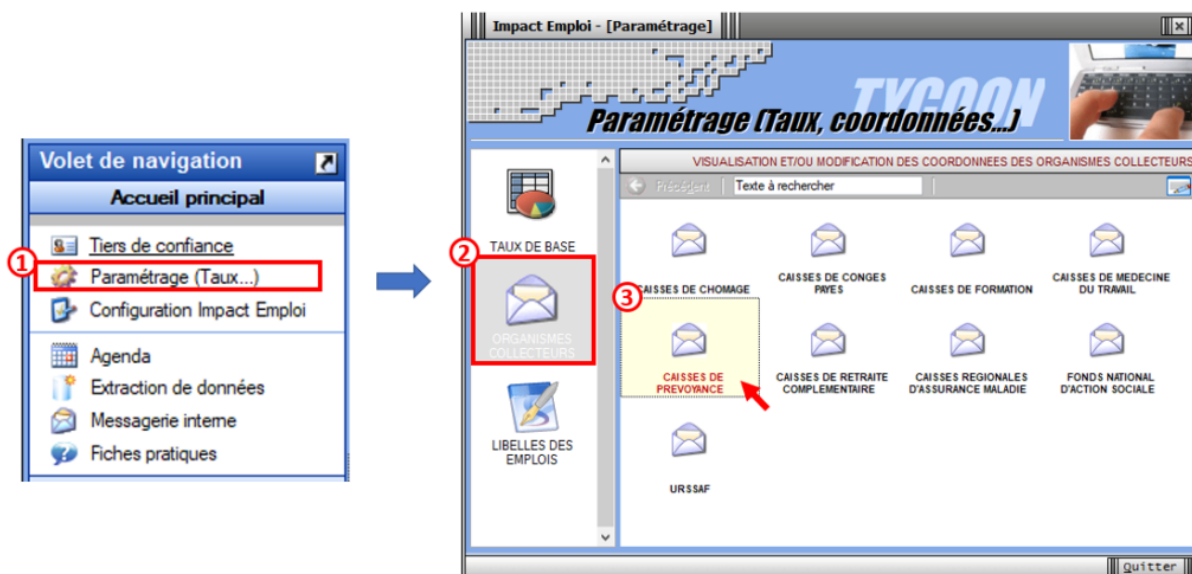 Volet de navigation
Accueil principal
Tiers de confiance
1
Paramétrage (Taux...)
Configuration Impact Emploi
Agenda
Extraction de données
Messagerie interne
Fiches pratiques
Impact Emploi - [Paramétrage]
TYCOON
Paramétrage (Taux, coordonnées...)
VISUALISATION ET/OU MODIFICATION DES COORDONNEES DES ORGANISMES COLLECTEURS
Précédent
Texte à rechercher
TAUX DE BASE
2
ORGANISMES
COLLECTEURS
LIBELLES DES
EMPLOIS
CAISSES DE CHOMAGE
CAISSES DE CONGES
PAYES
CAISSES DE FORMATION
CAISSES DE MEDECINE
DU TRAVAIL
3
CAISSES DE
PREVOYANCE
CAISSES DE RETRAITE
COMPLEMENTAIRE
CAISSES REGIONALES
D'ASSURANCE MALADIE
FONDS NATIONAL
D'ACTION SOCIALE
URSSAF
Quitter